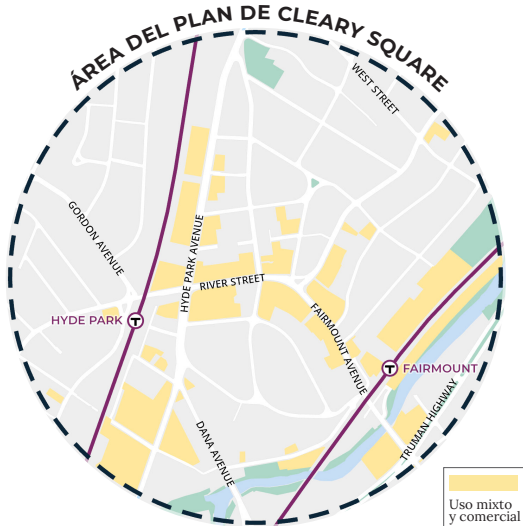 ÁREA DEL PLAN DE CLEARY SQUARE
WEST STREET
GORDON AVENUE
HYDE PARK AVENUE
RIVER STREET
HYDE PARK
T
FAIRMOUNT AVENUE
T
FAIRMOUNT
TRUMAN HIGHWAY
DANA AVENUE
Uso mixto
y comercial